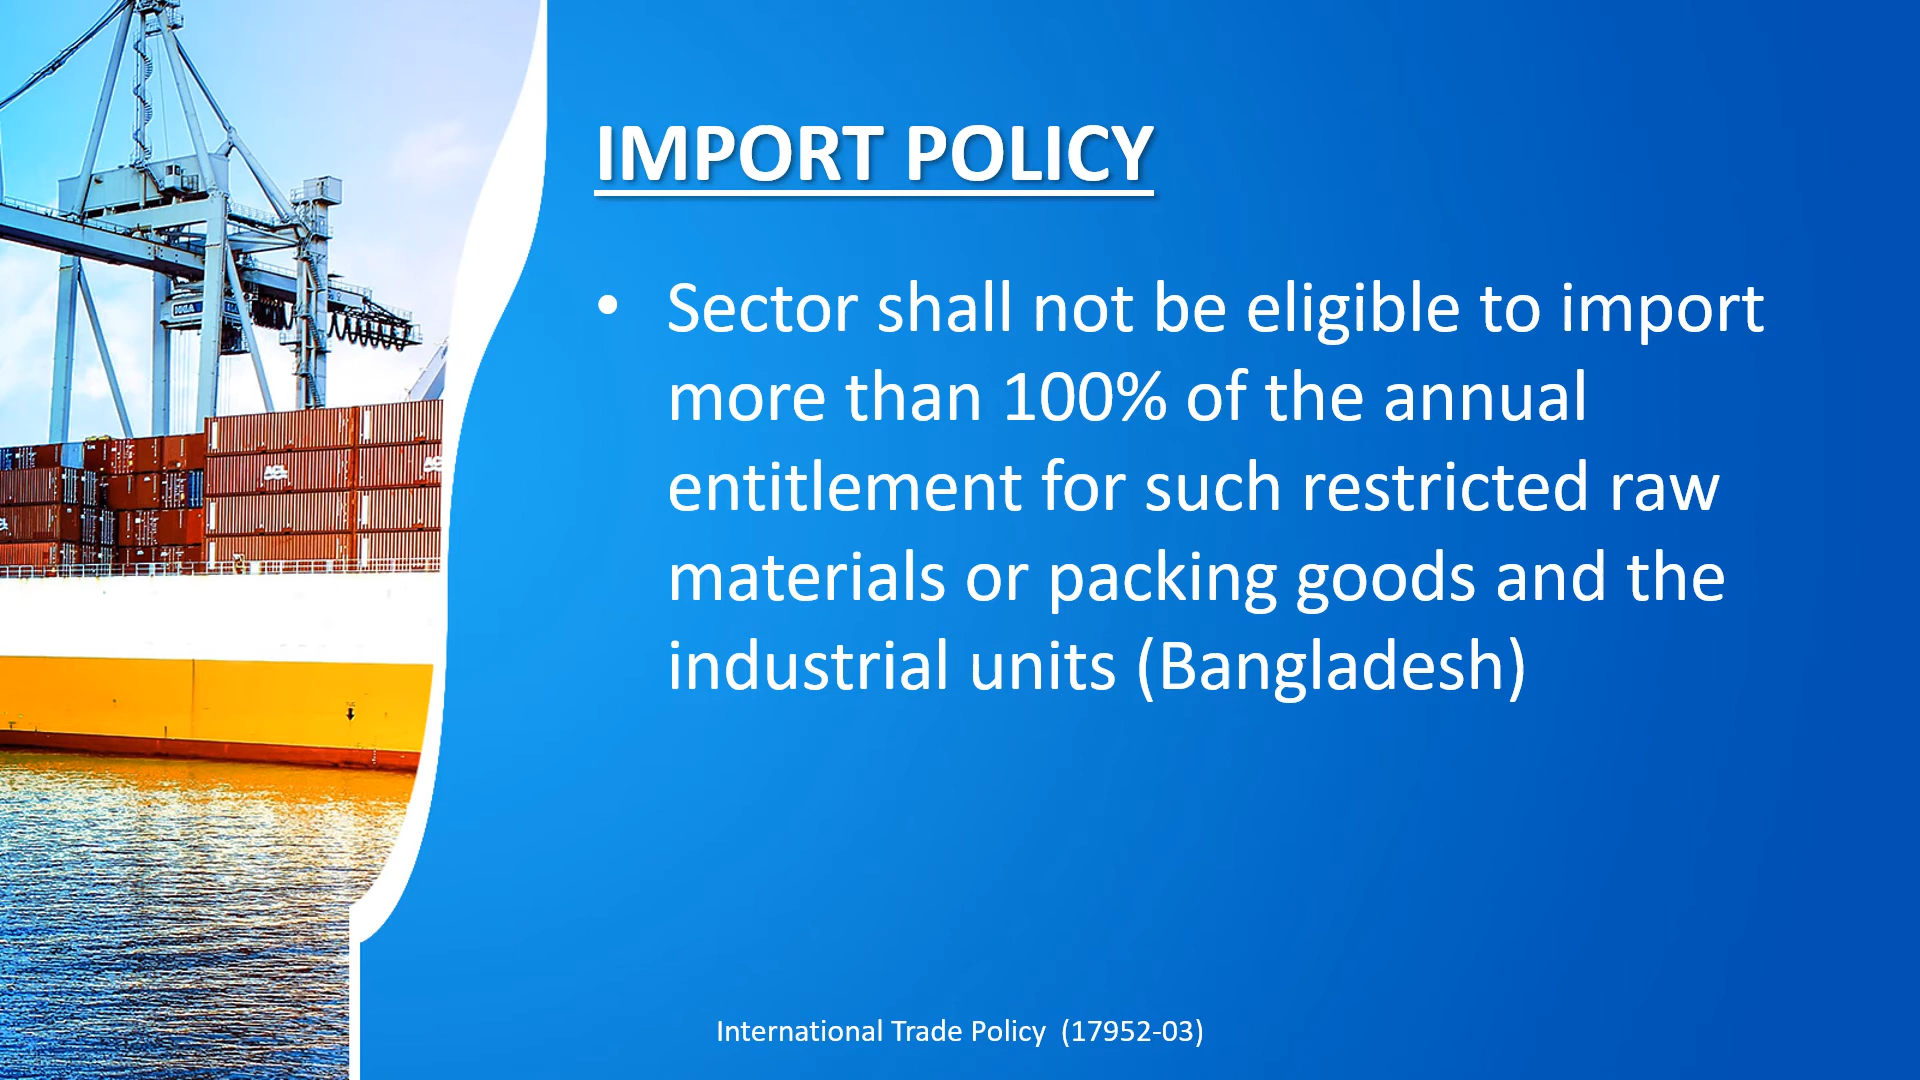 IMPORT POLICY
• Sector shall not be eligible to import
more than 100% of the annual
entitlement for such restricted raw
materials or packing goods and the
industrial units (Bangladesh)
International Trade Policy (17952-03)
ACL